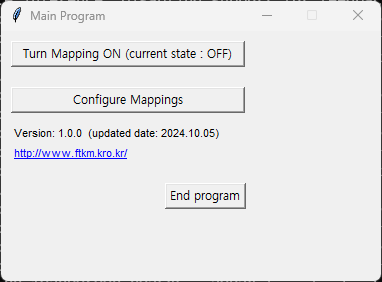 Main Program
Turn Mapping ON (current state : OFF)
Configure Mappings
Version: 1.0.0 (updated date: 2024.10.05)
http://www.ftkm.kro.kr/
End program